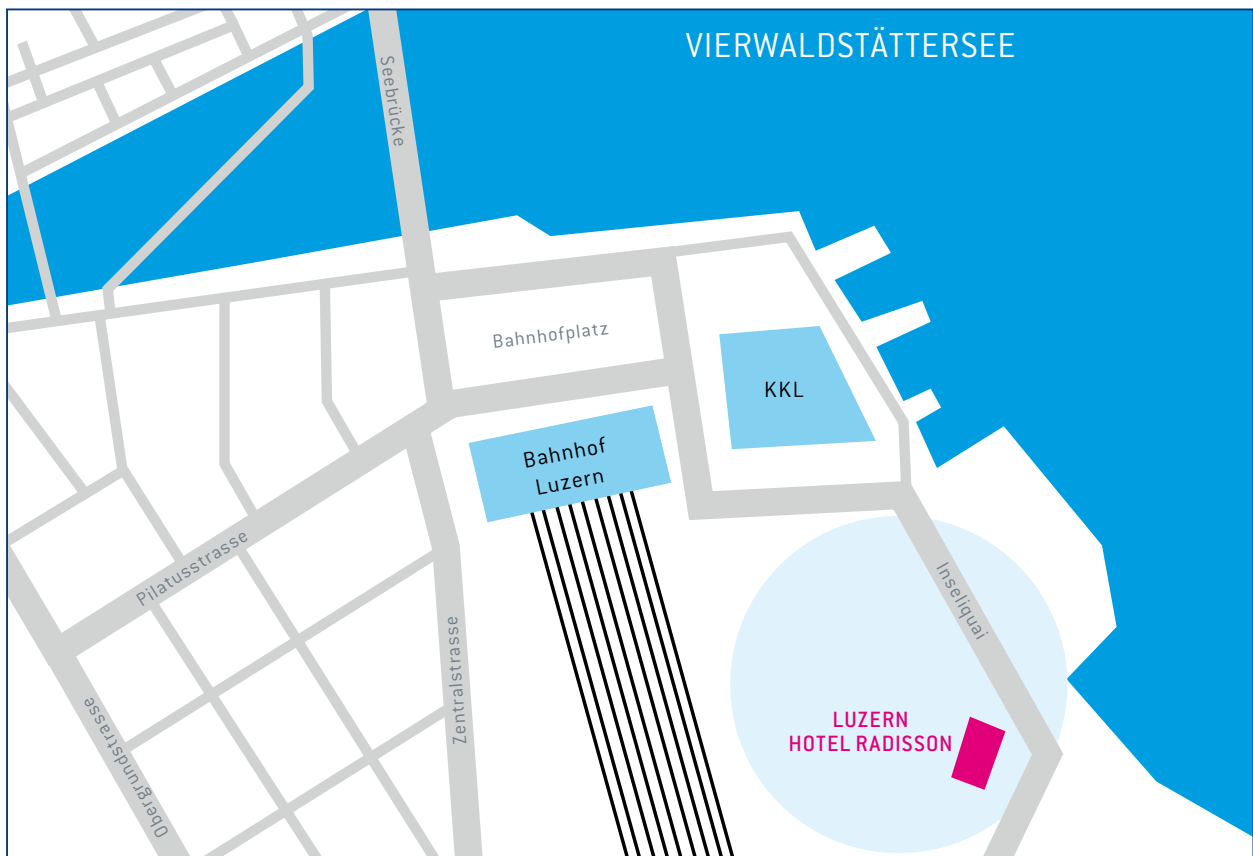 VIERWALDSTÄTTERSEE
Seebrücke
Bahnhofplatz
KKL
Bahnhof
Luzern
Pilatusstrasse
Inseliquai
Zentralstrasse
Obergrundstrasse
LUZERN
HOTEL RADISSON